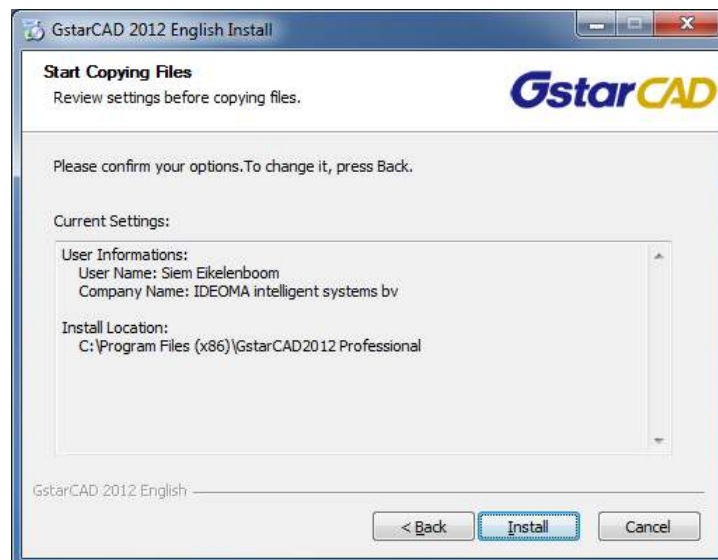 GstarCAD 2012 English Install
Start Copying Files
Review settings before copying files.
GstarCAD
Please confirm your options.To change it, press Back.
Current Settings:
User Informations:
User Name: Siem Eikelenboom
Company Name: IDEOMA intelligent systems bv
Install Location:
C:\Program Files (x86)\GstarCAD2012 Professional
GstarCAD 2012 English
< Back
Install
Cancel